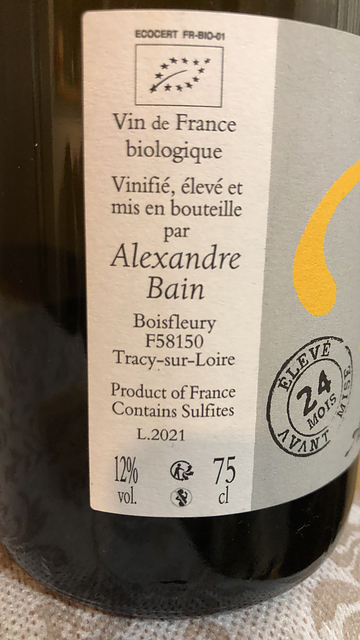 ECOCERT FR-BIO-01
Vin de France
biologique
Vinifié, élevé et
mis en bouteille
par
Alexandre
Bain
Boisfleury
F58150
Tracy-sur-Loire
Product of France
Contains Sulfites
L.2021
12% 75
vol. cl
ÉLEVÉ
24
MOIS
AVANT
MISE